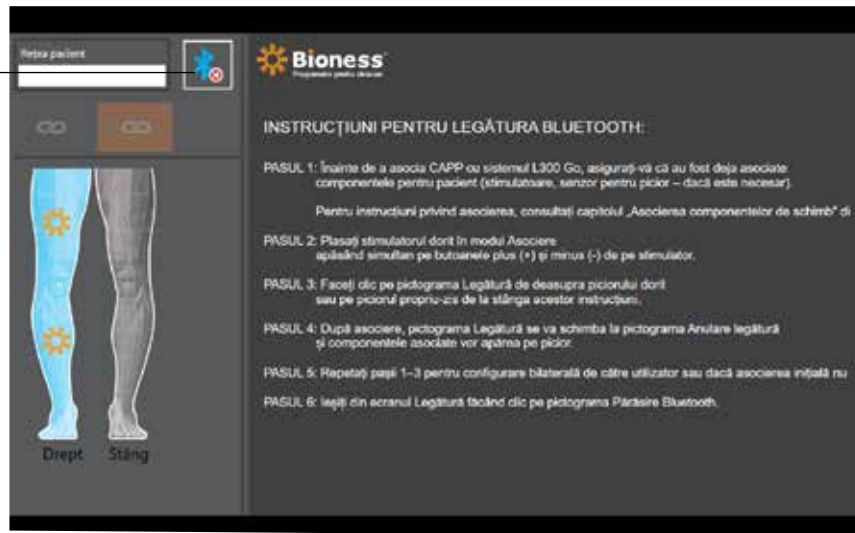 Rețea pacient
Bioness
INSTRUCȚIUNI PENTRU LEGĂTURA BLUETOOTH:
PASUL 1: Înainte de a asocia CAPP cu sistemul L300 Go, asigurați-vă că au fost deja asociate
componentele pentru pacient (stimulatoare, senzor pentru picior – dacă este necesar).
Pentru instrucțiuni privind asocierea, consultați capitolul „Asocierea componentelor de schimb" di
PASUL 2: Plasați stimulatorul dorit în modul Asociere
apăsând simultan pe butoanele plus (+) și minus (-) de pe stimulator.
PASUL 3: Faceți clic pe pictograma Legătură de deasupra piciorului dorit
sau pe piciorul propriu-zis de la stânga acestor instrucțiuni.
PASUL 4: După asociere, pictograma Legătură se va schimba la pictograma Anulare legătură
și componentele asociate vor apărea pe picior.
PASUL 5: Repetați pașii 1–3 pentru configurare bilaterală de către utilizator sau dacă asocierea inițială nu
PASUL 6: Ieșiți din ecranul Legătură făcând clic pe pictograma Părăsire Bluetooth.
Drept Stâng